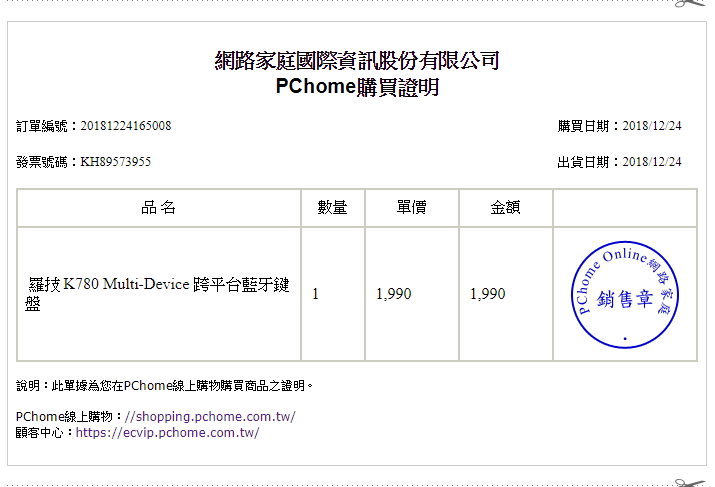 網路家庭國際資訊股份有限公司
PChome購買證明
訂單編號：20181224165008
購買日期：2018/12/24
發票號碼：KH89573955
出貨日期：2018/12/24
品 名 數量 單價 金額
羅技 K780 Multi-Device 跨平台藍牙鍵
盤
1
1,990
1,990
PChome Online網路家庭
銷售章
說明：此單據為您在PChome線上購物購買商品之證明。
PChome線上購物：//shopping.pchome.com.tw/
顧客中心：https://ecvip.pchome.com.tw/